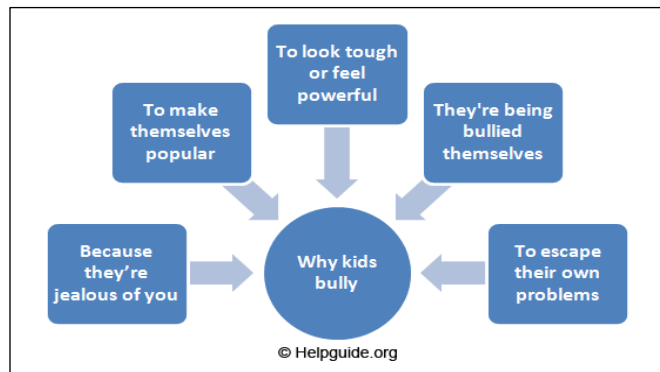 To look tough
or feel
powerful
To make
themselves
popular
They're being
bullied
themselves
Because
they’re
jealous of you
Why kids
bully
To escape
their own
problems
© Helpguide.org